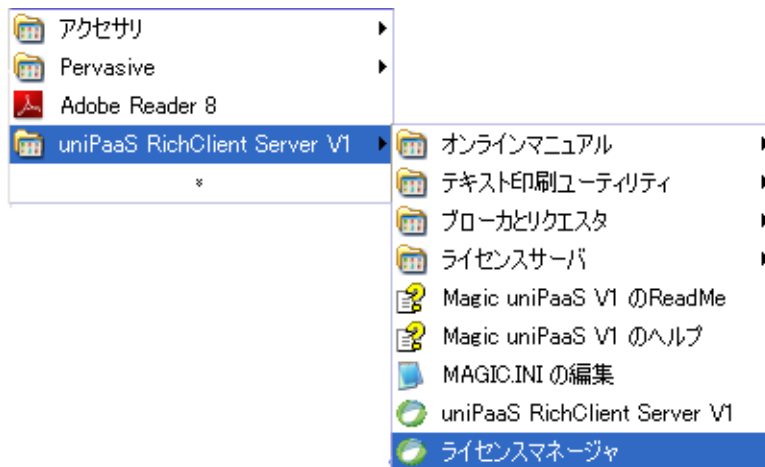 アクセサリ
Pervasive
Adobe Reader 8
uniPaaS RichClient Server V1
オンラインマニュアル
テキスト印刷ユーティリティ
ブローカとリクエスタ
ライセンスサーバ
Magic uniPaaS V1 のReadMe
Magic uniPaaS V1 のヘルプ
MAGIC.INI の編集
uniPaaS RichClient Server V1
ライセンスマネージャ